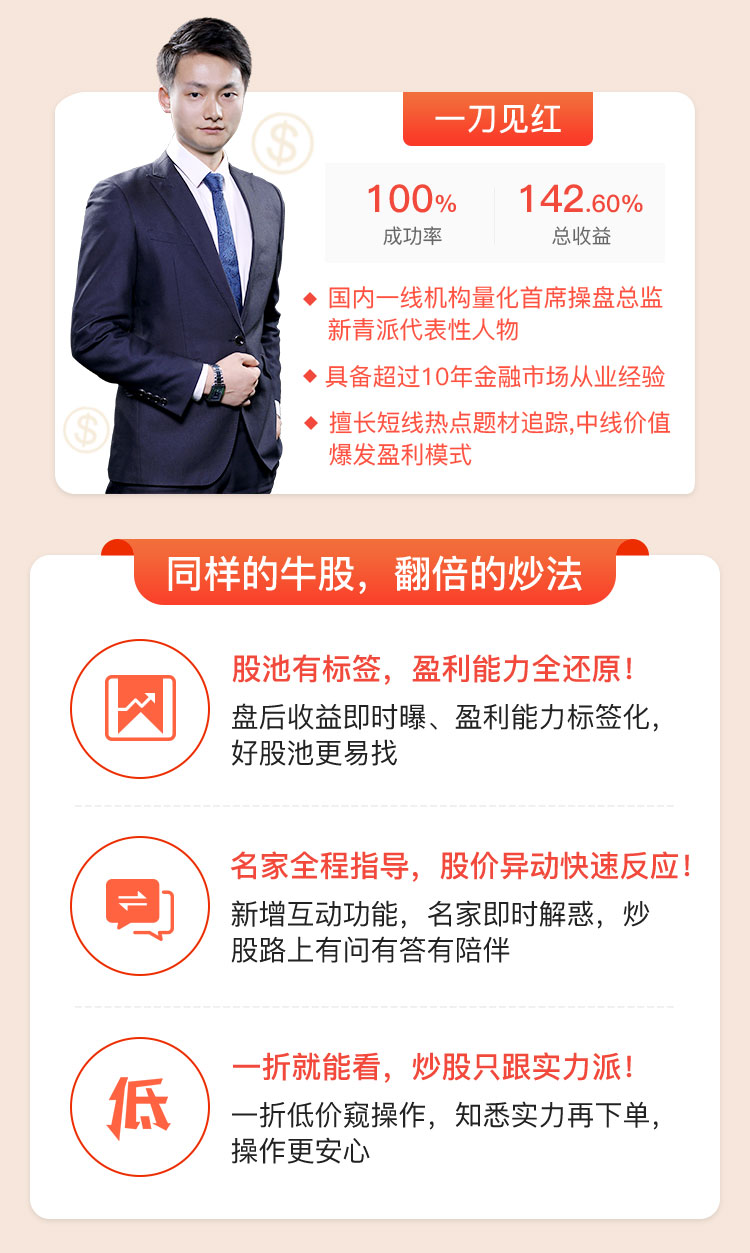 一刀见红
100% 142.60%
成功率 总收益
国内一线机构量化首席操盘总监
新青派代表性人物
具备超过10年金融市场从业经验
擅长短线热点题材追踪,中线价值
爆发盈利模式
同样的牛股，翻倍的炒法
股池有标签，盈利能力全还原！
盘后收益即时曝、盈利能力标签化，
好股池更易找
名家全程指导，股价异动快速反应！
新增互动功能，名家即时解惑，炒
股路上有问有答有陪伴
低
一折就能看，炒股只跟实力派！
一折低价窥操作，知悉实力再下单，
操作更安心